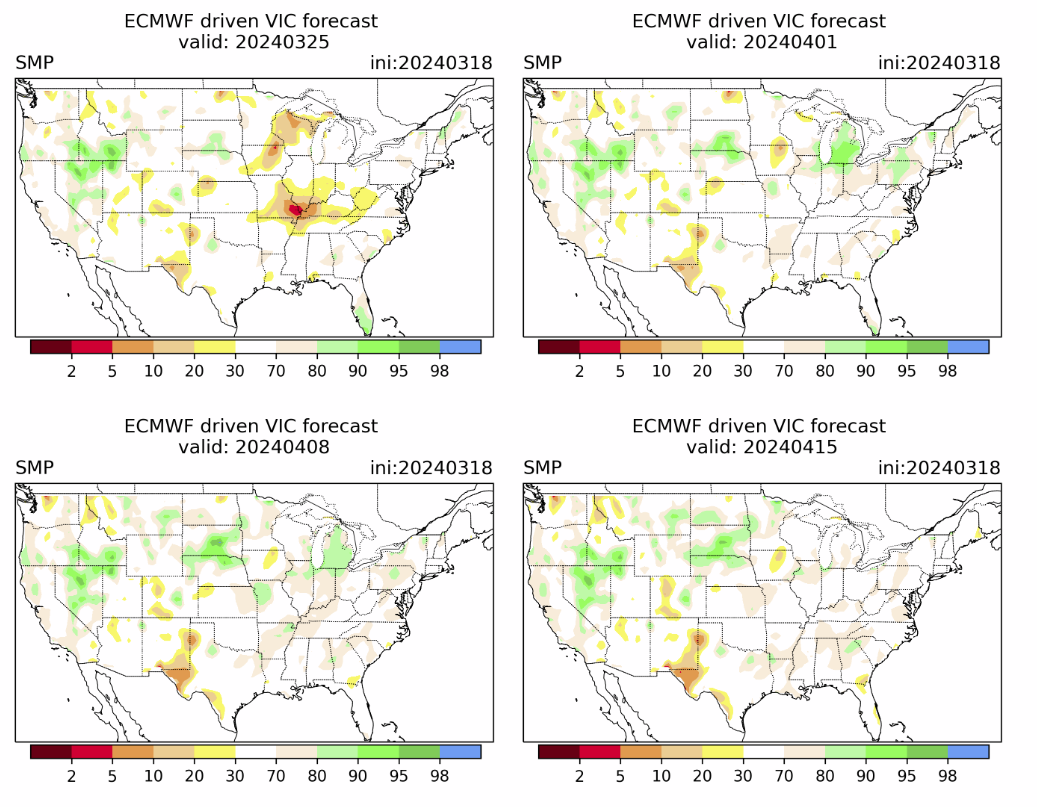 ECMWF driven VIC forecast
valid: 20240325
SMP ini:20240318
2 5 10 20 30 70 80 90 95 98
ECMWF driven VIC forecast
valid: 20240401
SMP ini:20240318
2 5 10 20 30 70 80 90 95 98
ECMWF driven VIC forecast
valid: 20240408
SMP ini:20240318
2 5 10 20 30 70 80 90 95 98
ECMWF driven VIC forecast
valid: 20240415
SMP ini:20240318
2 5 10 20 30 70 80 90 95 98